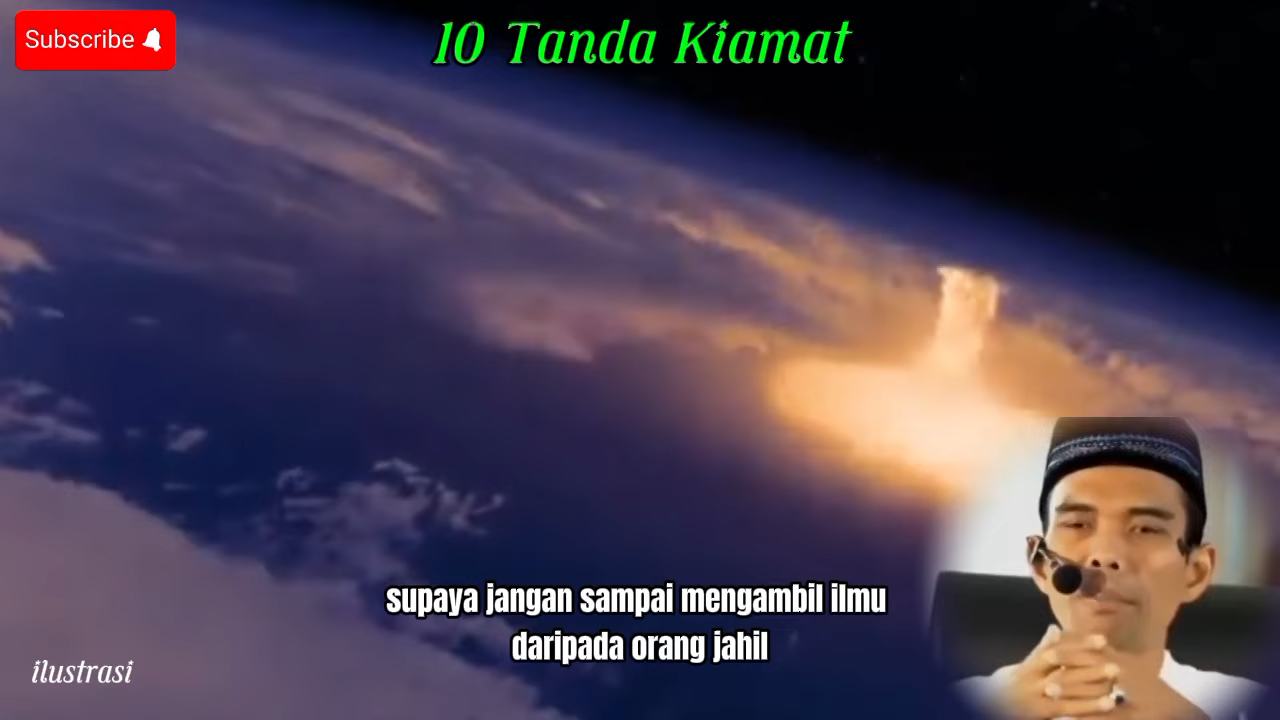 Subscribe
10 Tanda Kiamat
supaya jangan sampai mengambil ilmu
daripada orang jahil
ilustrasi